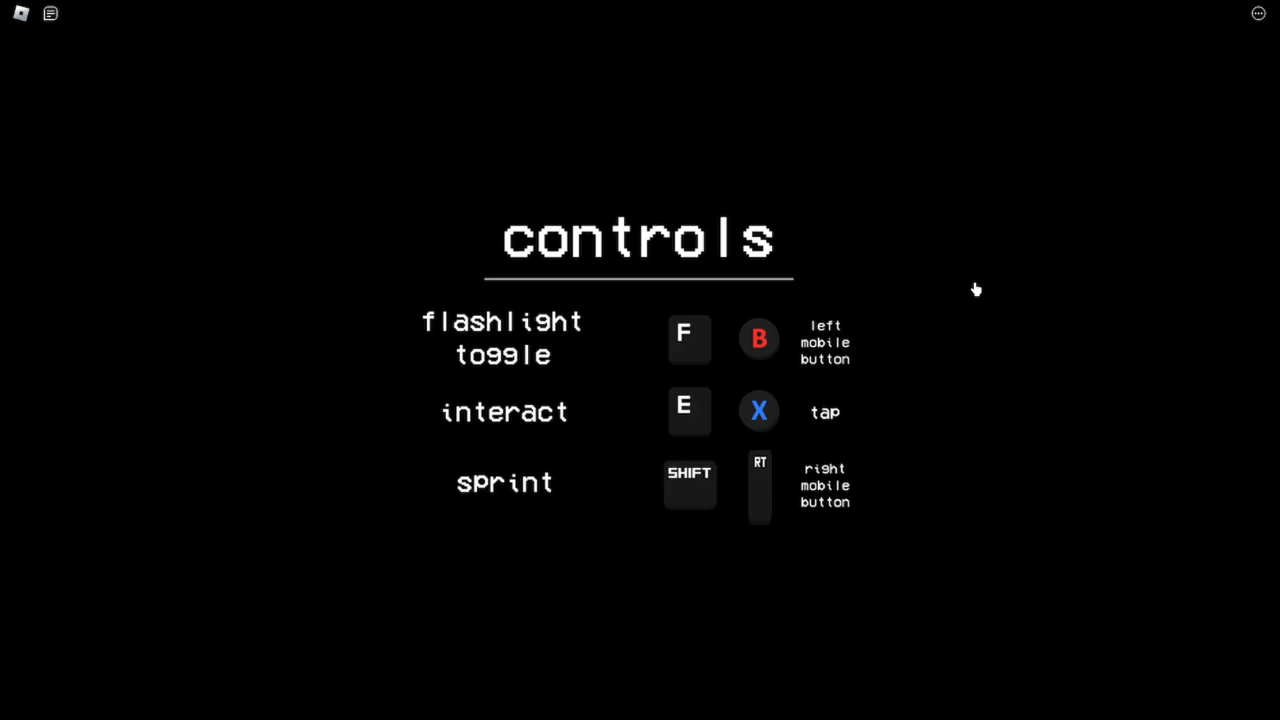 controls
flashlight
toggle
F
B
left
mobile
button
interact
E
X
tap
sprint
SHIFT
RT
right
mobile
button